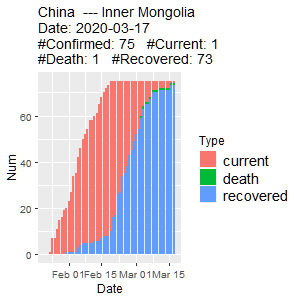 China --- Inner Mongolia
Date: 2020-03-17
#Confirmed: 75 #Current: 1
#Death: 1 #Recovered: 73
Num
60
40
20
0
Feb 01 Feb 15 Mar 01 Mar 15
Date
Type
current
death
recovered